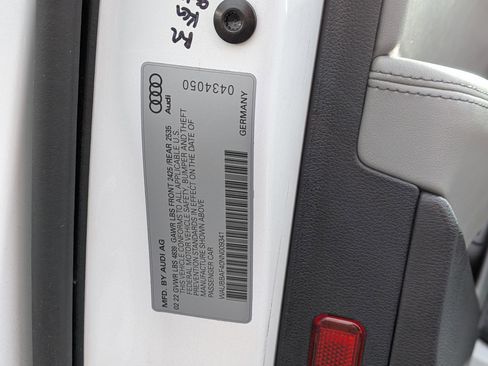 Audi
0434050
GERMANY
MFD. BY AUDI AG
02.22 GVWR LBS 4839 GAWR LBS FRONT 2425 /REAR 2535
THIS VEHICLE CONFORMS TO ALL APPLICABLE U.S.
FEDERAL MOTOR VEHICLE SAFETY, BUMPER AND THEFT
PREVENTION STANDARDS IN EFFECT ON THE DATE OF
MANUFACTURE SHOWN ABOVE
PASSENGER CAR